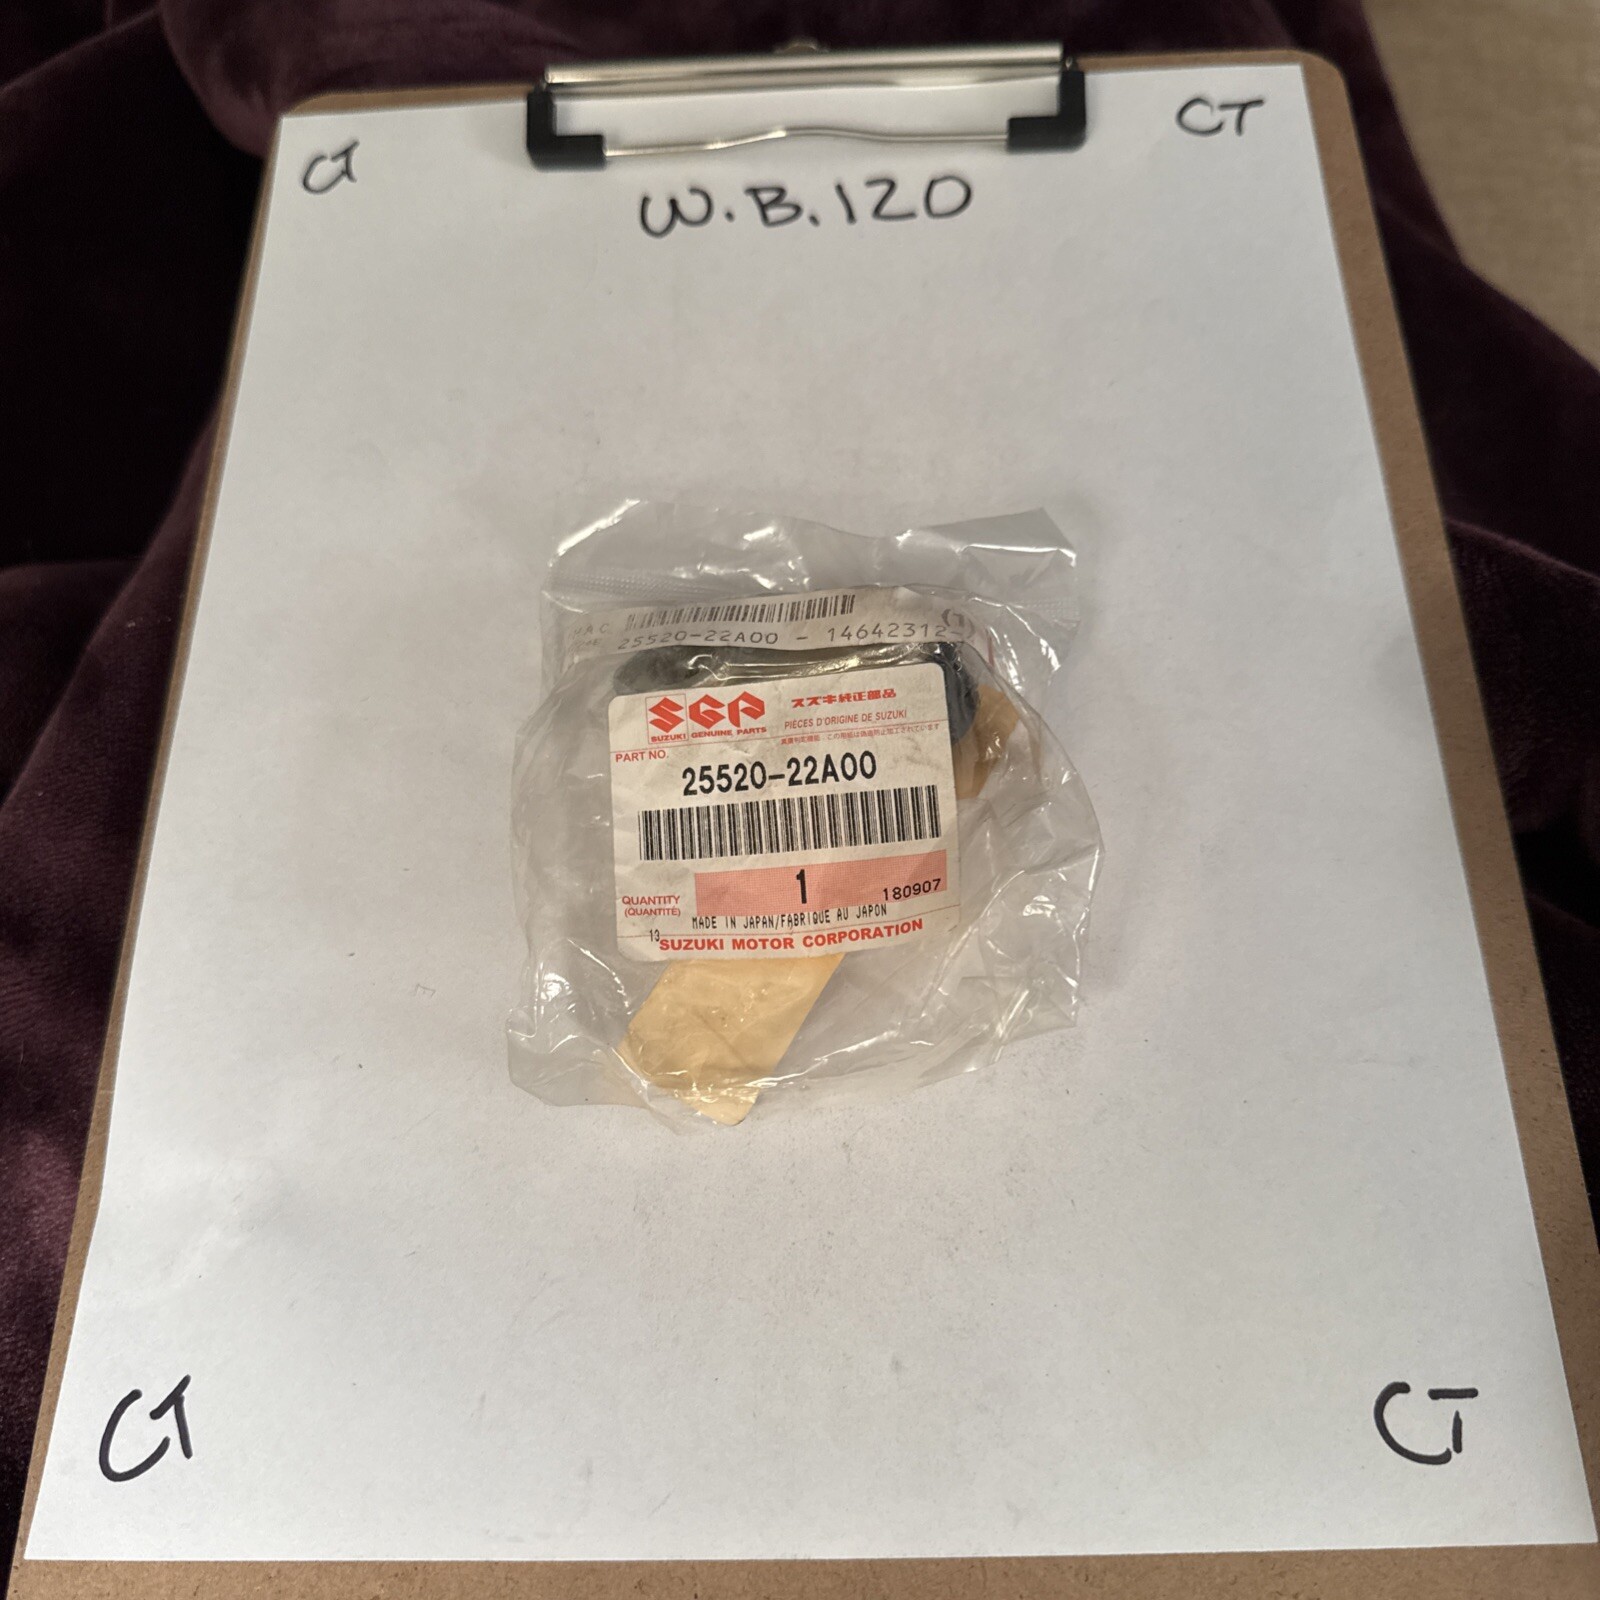 CT
CT
W.B.120
25520-22A00 - 14642312-
(1)
SGP
スズキ純正部品
SUZUKI GENUINE PARTS
PIÈCES D'ORIGINE DE SUZUKI
PART NO.
25520-22A00
QUANTITY
(QUANTITÉ)
1
180907
MADE IN JAPAN/FABRIQUE AU JAPON
13
SUZUKI MOTOR CORPORATION
CT
CT